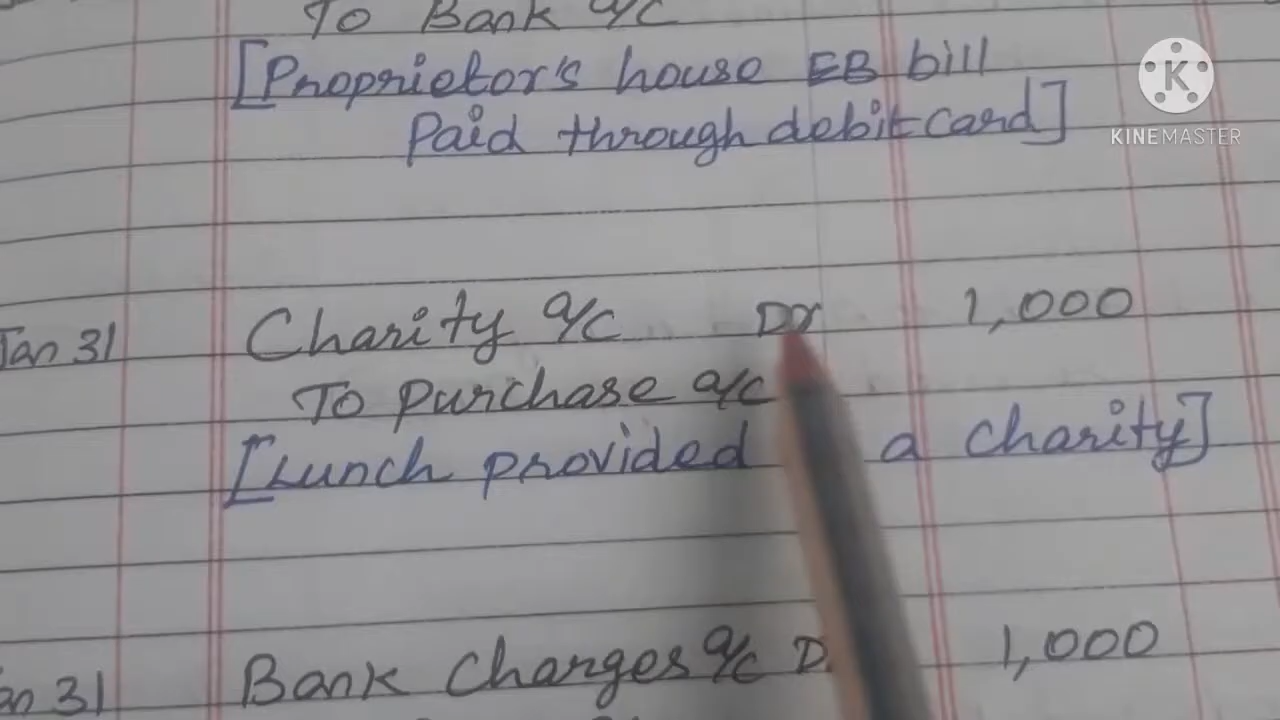 To Bank a/c
[Proprietor's house EB bill
Paid through debit card]
K
KINEMASTER
Jan 31 Charity a/c Dr 1,000
To Purchase a/c
[Lunch provided a charity]
31 Bank Charges a/c D 1,000